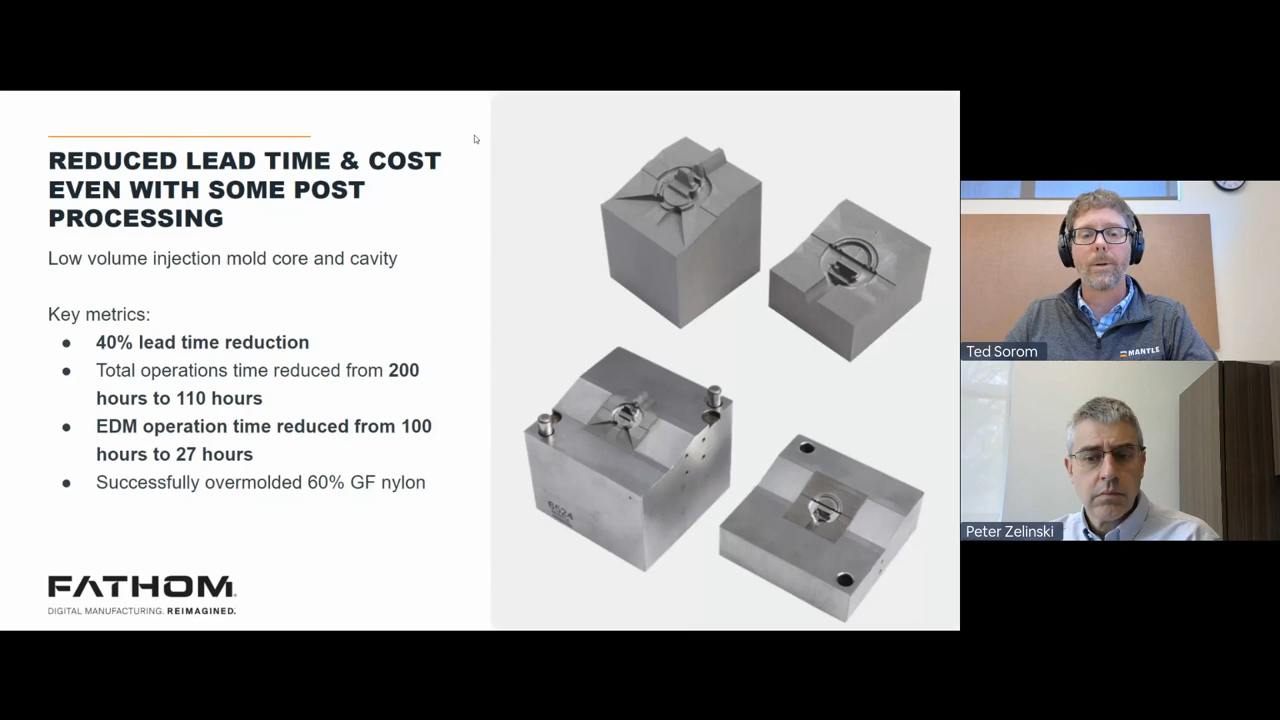 REDUCED LEAD TIME & COST
EVEN WITH SOME POST
PROCESSING
Low volume injection mold core and cavity
Key metrics:
● 40% lead time reduction
● Total operations time reduced from 200
hours to 110 hours
● EDM operation time reduced from 100
hours to 27 hours
● Successfully overmolded 60% GF nylon
FATHOM®
DIGITAL MANUFACTURING. REIMAGINED.
6524
MANTLE
Ted Sorom
Peter Zelinski